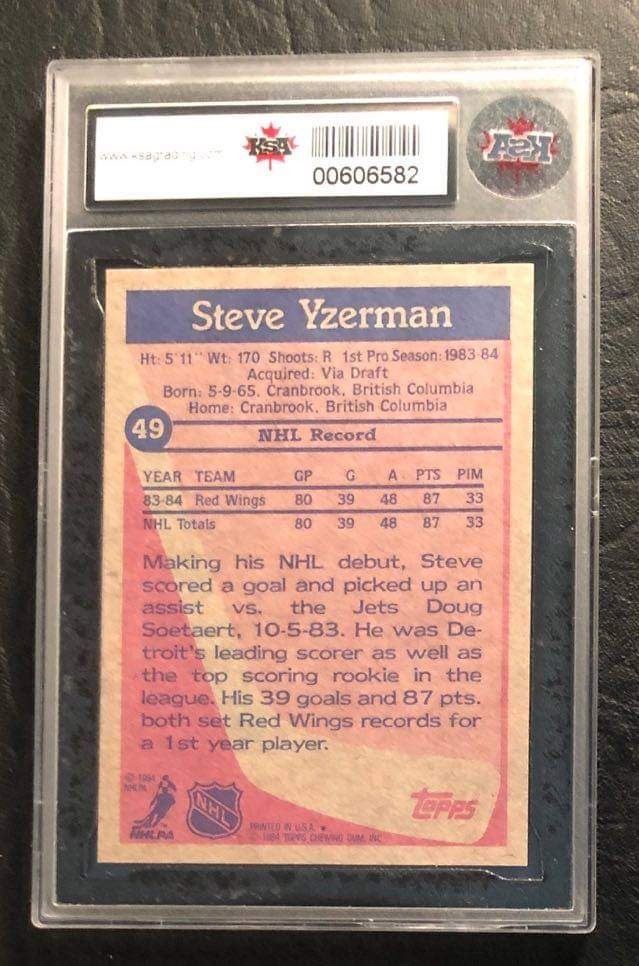 www.ksagrading.com
KSA
00606582
KSA
Steve Yzerman
Ht: 5'11" Wt: 170 Shoots: R 1st Pro Season: 1983-84
Acquired: Via Draft
Born: 5-9-65, Cranbrook, British Columbia
Home: Cranbrook, British Columbia
49
NHL Record
YEAR TEAM GP G A PTS PIM
83-84 Red Wings 80 39 48 87 33
NHL Totals 80 39 48 87 33
Making his NHL debut, Steve
scored a goal and picked up an
assist vs. the Jets Doug
Soetaert, 10-5-83. He was De-
troit's leading scorer as well as
the top scoring rookie in the
league. His 39 goals and 87 pts.
both set Red Wings records for
a 1st year player.
© 1984
NHLPA
NHLPA
NHL
topps
PRINTED IN U.S.A. ★
© 1984 TOPPS CHEWING GUM, INC